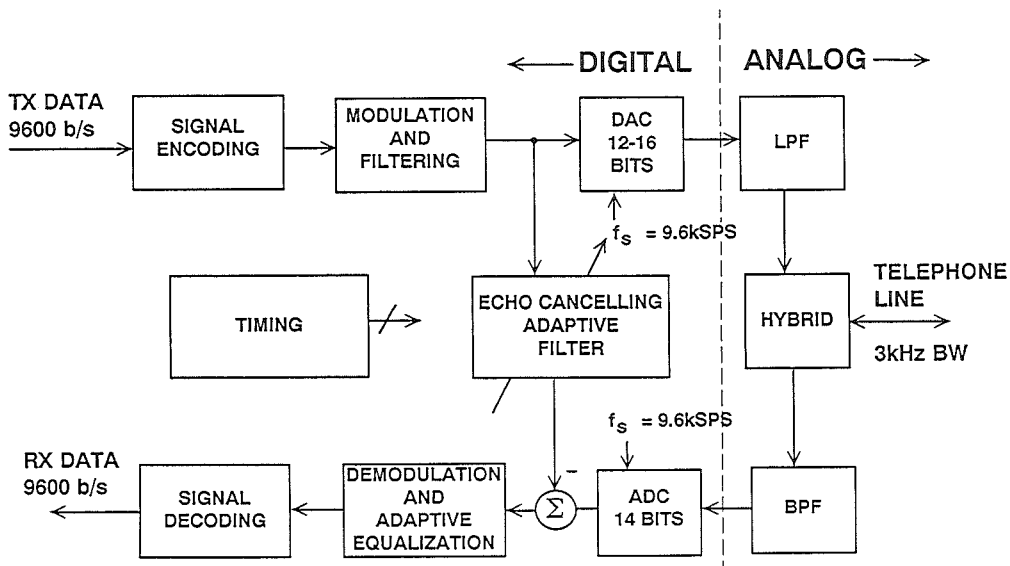 DIGITAL
ANALOG
TX DATA
9600 b/s
SIGNAL
ENCODING
MODULATION
AND
FILTERING
DAC
12-16
BITS
LPF
fs = 9.6kSPS
TIMING
ECHO CANCELLING
ADAPTIVE
FILTER
HYBRID
TELEPHONE
LINE
3kHz BW
fs = 9.6kSPS
RX DATA
9600 b/s
SIGNAL
DECODING
DEMODULATION
AND
ADAPTIVE
EQUALIZATION
–
Σ
ADC
14 BITS
BPF